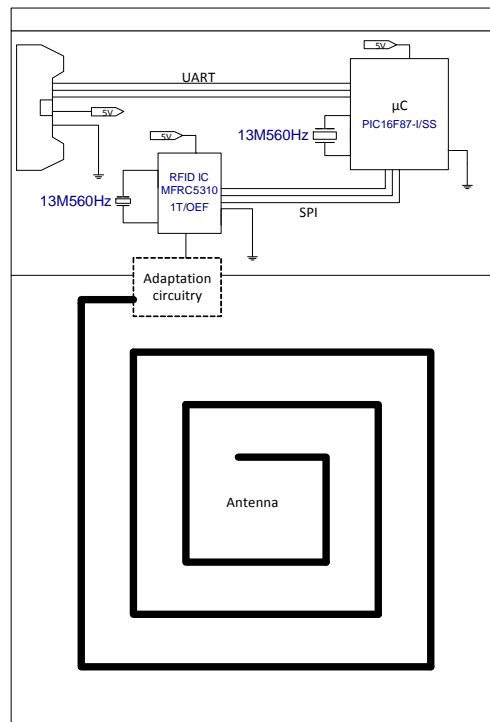 5V
UART
5V
µC
PIC16F87-I/SS
13M560Hz
5V
RFID IC
MFRC5310
1T/OEF
13M560Hz
SPI
Adaptation
circuitry
Antenna